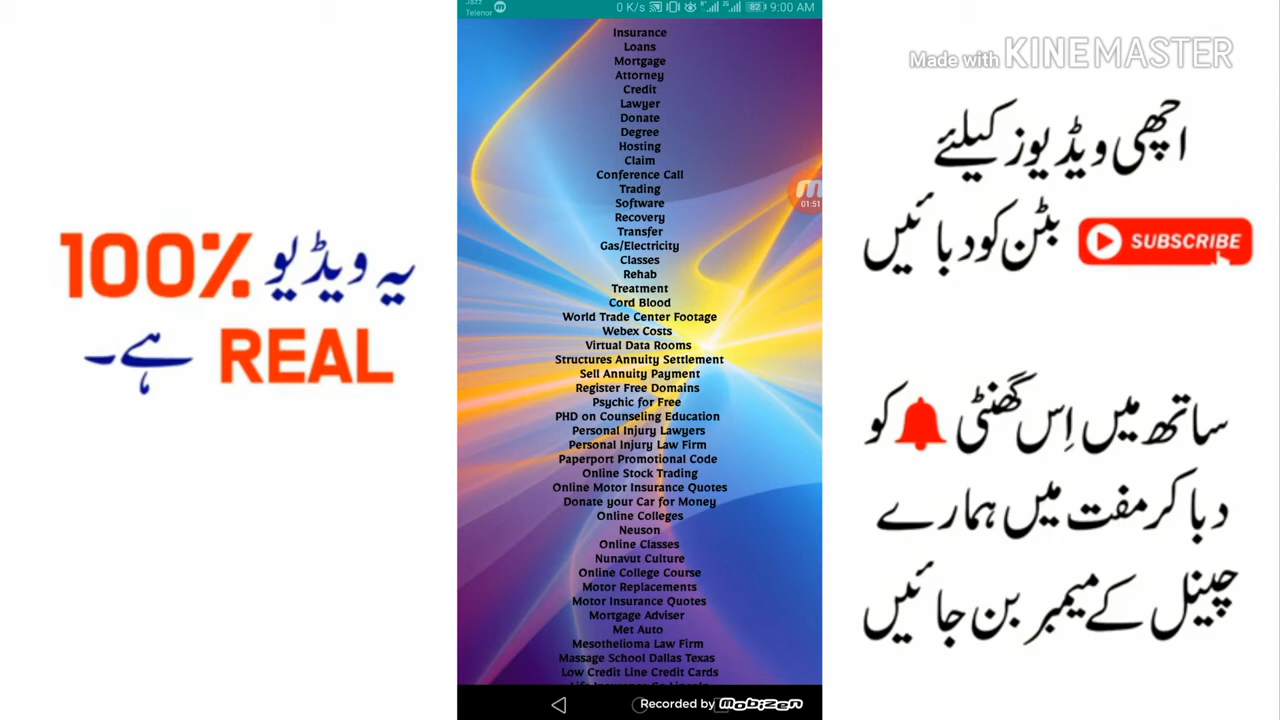 یہ ویڈیو 100%
REAL ہے۔
Jazz
Telenor
0 K/s
82
9:00 AM
Insurance
Loans
Mortgage
Attorney
Credit
Lawyer
Donate
Degree
Hosting
Claim
Conference Call
Trading
Software
Recovery
Transfer
Gas/Electricity
Classes
Rehab
Treatment
Cord Blood
World Trade Center Footage
Webex Costs
Virtual Data Rooms
Structures Annuity Settlement
Sell Annuity Payment
Register Free Domains
Psychic for Free
PHD on Counseling Education
Personal Injury Lawyers
Personal Injury Law Firm
Paperport Promotional Code
Online Stock Trading
Online Motor Insurance Quotes
Donate your Car for Money
Online Colleges
Neuson
Online Classes
Nunavut Culture
Online College Course
Motor Replacements
Motor Insurance Quotes
Mortgage Adviser
Met Auto
Mesothelioma Law Firm
Massage School Dallas Texas
Low Credit Line Credit Cards
01:51
Recorded by mobizen
Made with KINEMASTER
اچھی ویڈیوز کیلئے
SUBSCRIBE بٹن کو دبائیں
ساتھ میں اِس گھنٹی کو
دبا کر مفت میں ہمارے
چینل کے میمبر بن جائیں